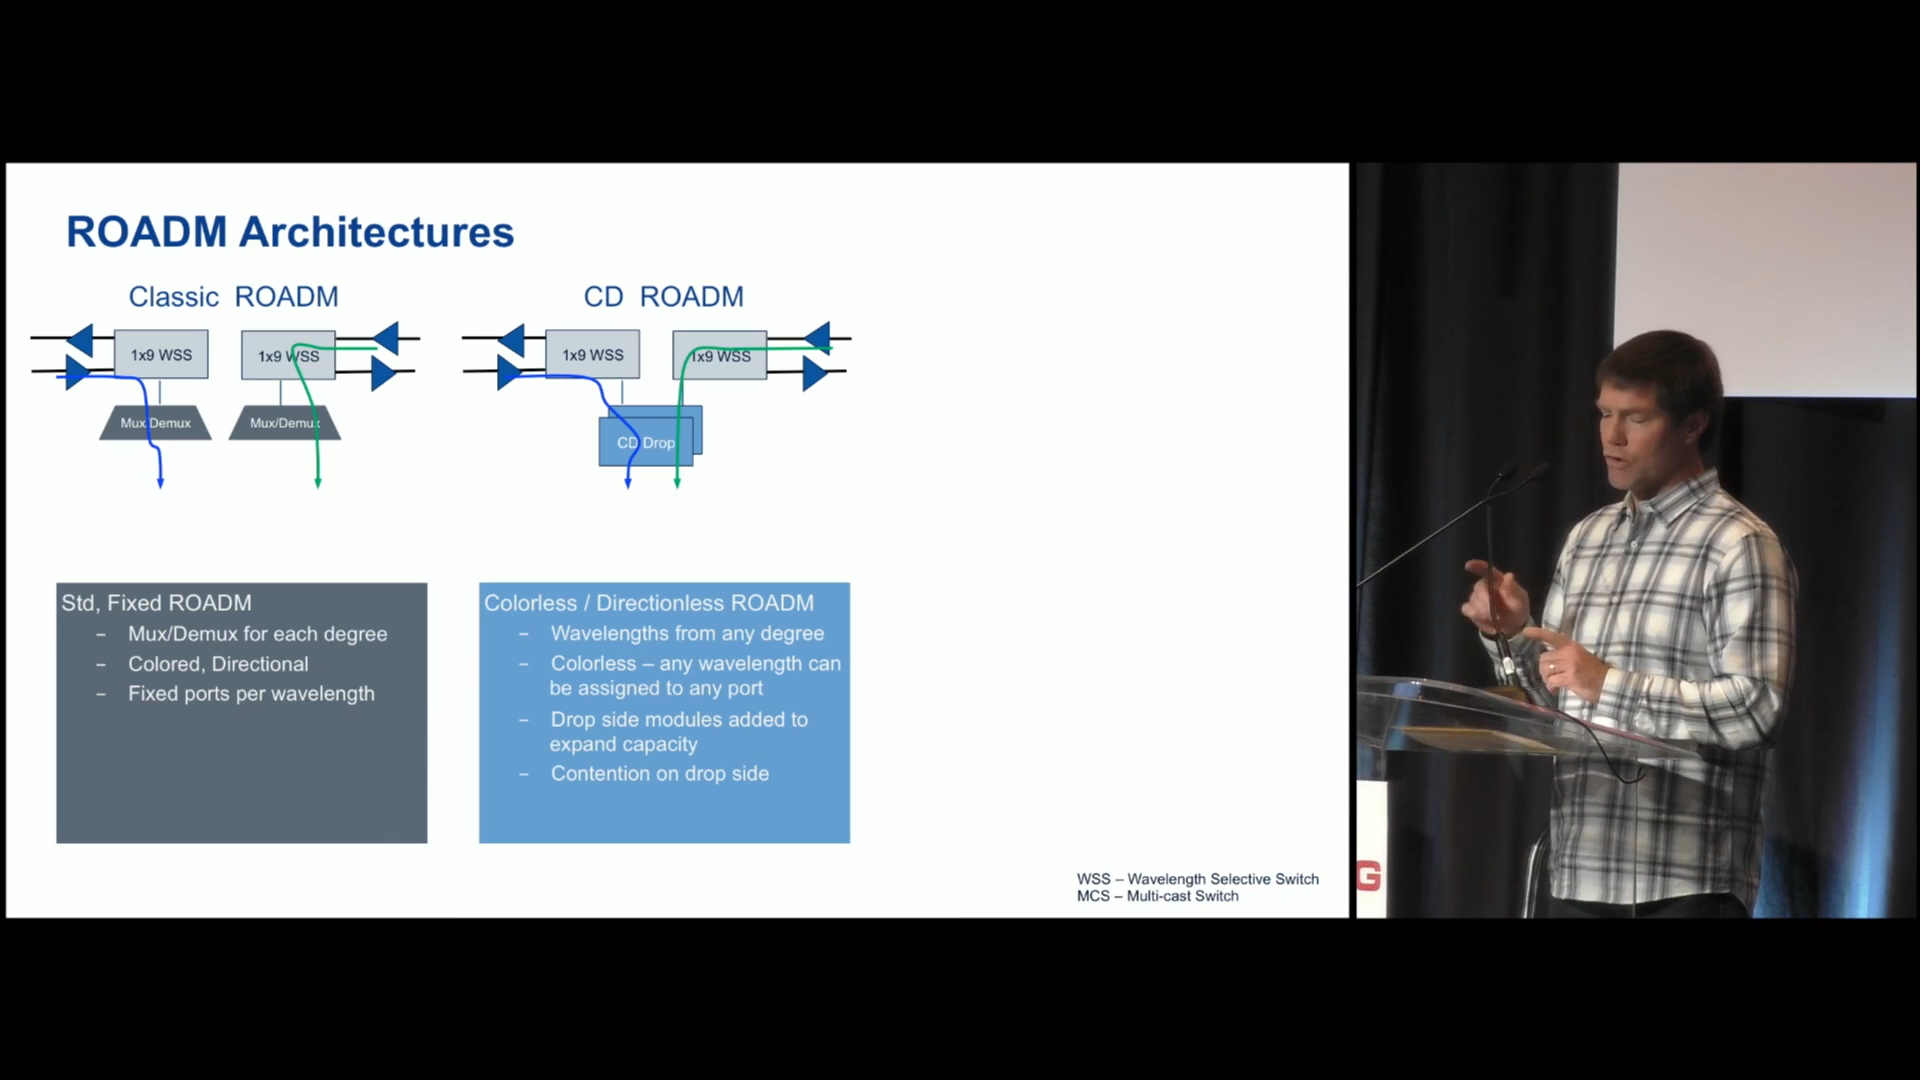 ROADM Architectures
Classic ROADM
CD ROADM
1x9 WSS
1x9 WSS
1x9 WSS
1x9 WSS
Mux/Demux
Mux/Demux
CD Drop
Std, Fixed ROADM
– Mux/Demux for each degree
– Colored, Directional
– Fixed ports per wavelength
Colorless / Directionless ROADM
– Wavelengths from any degree
– Colorless – any wavelength can
be assigned to any port
– Drop side modules added to
expand capacity
– Contention on drop side
WSS – Wavelength Selective Switch
MCS – Multi-cast Switch
G